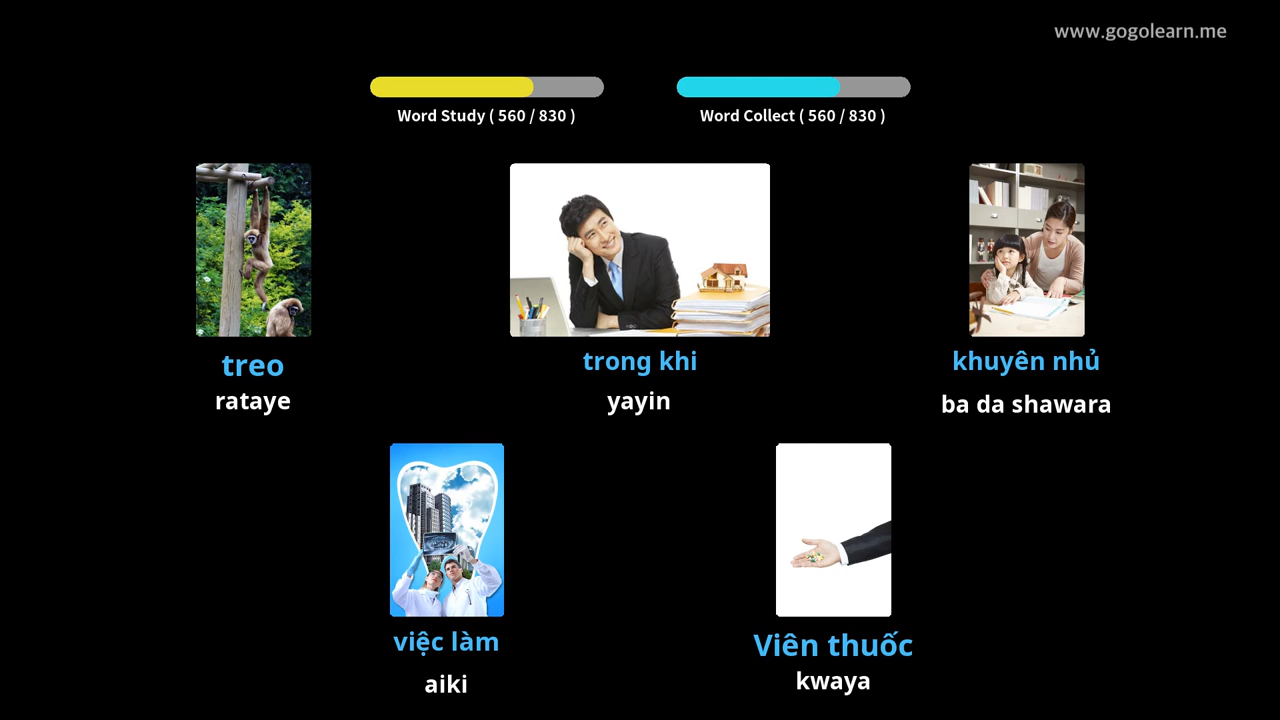 www.gogolearn.me
Word Study ( 560 / 830 )
Word Collect ( 560 / 830 )
treo
rataye
trong khi
yayin
khuyên nhủ
ba da shawara
việc làm
aiki
Viên thuốc
kwaya